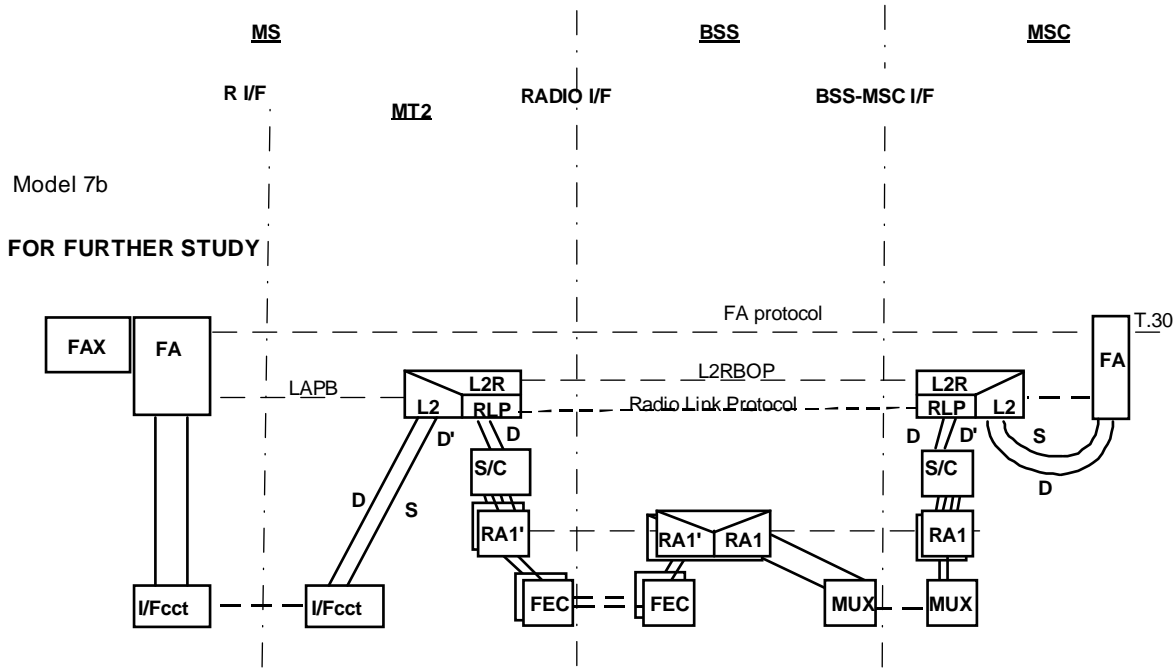 MS
BSS
MSC
R I/F
MT2
RADIO I/F
BSS-MSC I/F
Model 7b
FOR FURTHER STUDY
FA protocol
T.30
FAX
FA
FA
LAPB
L2R
L2RBOP
L2R
L2
RLP
Radio Link Protocol
RLP
L2
D'
D
D
D'
S
S/C
S/C
D
D
S
RA1'
RA1'
RA1
RA1
I/Fcct
I/Fcct
FEC
FEC
MUX
MUX